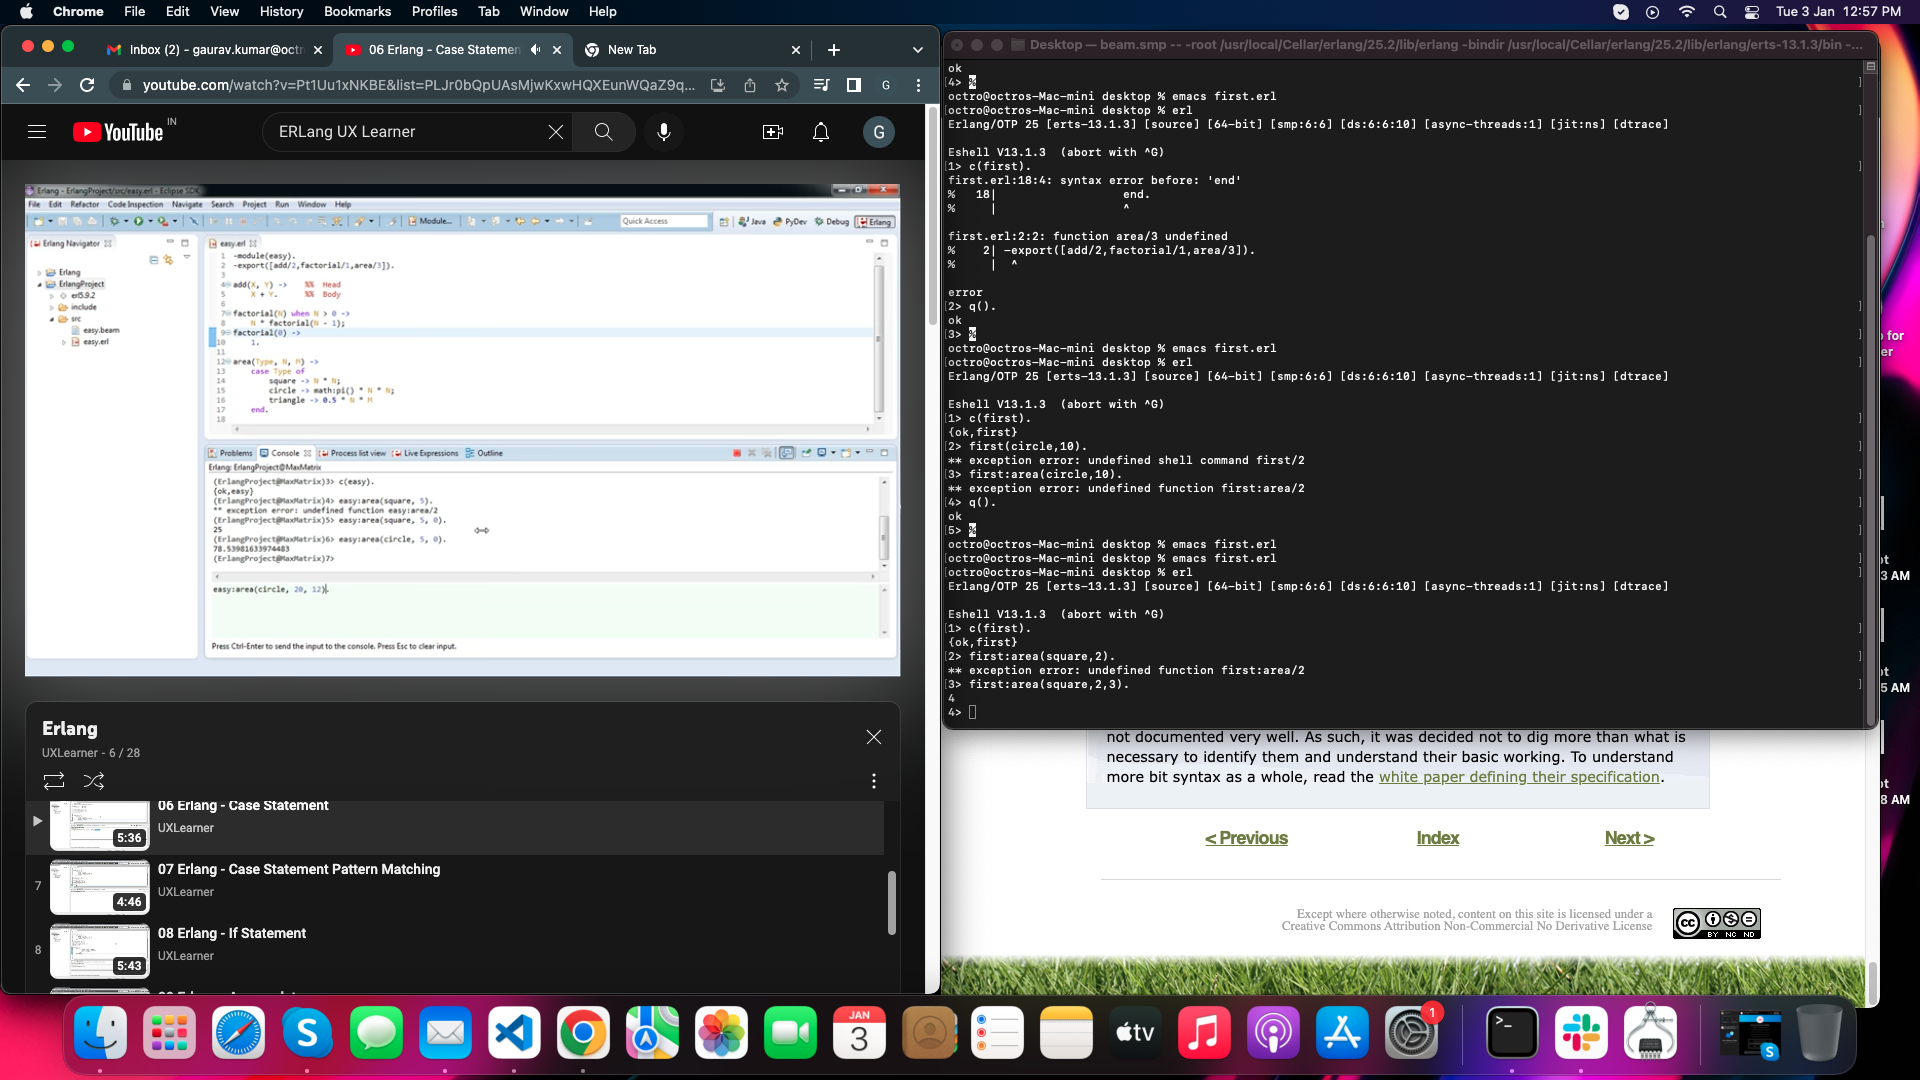 Chrome File Edit View History Bookmarks Profiles Tab Window Help
Tue 3 Jan 12:57 PM
Inbox (2) - gaurav.kumar@octr
06 Erlang - Case Statemen
New Tab
youtube.com/watch?v=Pt1Uu1xNKBE&list=PLJr0bQpUAsMjwKxwHQXEunWQaZ9q...
G
YouTube IN
ERLang UX Learner
G
Erlang - ErlangProject/src/easy.erl - Eclipse SDK
File Edit Refactor Code Inspection Navigate Search Project Run Window Help
Module...
Quick Access
Java PyDev Debug Erlang
Erlang Navigator
Erlang
ErlangProject
erl5.9.2
include
src
easy.beam
easy.erl
easy.erl
1 -module(easy).
2 -export([add/2,factorial/1,area/3]).
3
4 add(X, Y) -> %% Head
5 X + Y. %% Body
6
7 factorial(N) when N > 0 ->
8 N * factorial(N - 1);
9 factorial(0) ->
10 1.
11
12 area(Type, N, M) ->
13 case Type of
14 square -> N * N;
15 circle -> math:pi() * N * N;
16 triangle -> 0.5 * N * M
17 end.
18
Problems Console Process list view Live Expressions Outline
Erlang: ErlangProject@MaxMatrix
(ErlangProject@MaxMatrix)3> c(easy).
{ok,easy}
(ErlangProject@MaxMatrix)4> easy:area(square, 5).
** exception error: undefined function easy:area/2
(ErlangProject@MaxMatrix)5> easy:area(square, 5, 0).
25
(ErlangProject@MaxMatrix)6> easy:area(circle, 5, 0).
78.53981633974483
(ErlangProject@MaxMatrix)7>
easy:area(circle, 20, 12).
Press Ctrl-Enter to send the input to the console. Press Esc to clear input.
Erlang
UXLearner - 6 / 28
06 Erlang - Case Statement
UXLearner
5:36
7
07 Erlang - Case Statement Pattern Matching
UXLearner
4:46
8
08 Erlang - If Statement
UXLearner
5:43
Desktop — beam.smp -- -root /usr/local/Cellar/erlang/25.2/lib/erlang -bindir /usr/local/Cellar/erlang/25.2/lib/erlang/erts-13.1.3/bin -...
ok
[4> %
octro@octros-Mac-mini desktop % emacs first.erl
[octro@octros-Mac-mini desktop % erl
Erlang/OTP 25 [erts-13.1.3] [source] [64-bit] [smp:6:6] [ds:6:6:10] [async-threads:1] [jit:ns] [dtrace]
Eshell V13.1.3 (abort with ^G)
[1> c(first).
first.erl:18:4: syntax error before: 'end'
% 18| end.
% | ^
first.erl:2:2: function area/3 undefined
% 2| -export([add/2,factorial/1,area/3]).
% | ^
error
[2> q().
ok
[3> %
octro@octros-Mac-mini desktop % emacs first.erl
[octro@octros-Mac-mini desktop % erl
Erlang/OTP 25 [erts-13.1.3] [source] [64-bit] [smp:6:6] [ds:6:6:10] [async-threads:1] [jit:ns] [dtrace]
Eshell V13.1.3 (abort with ^G)
[1> c(first).
{ok,first}
[2> first(circle,10).
** exception error: undefined shell command first/2
[3> first:area(circle,10).
** exception error: undefined function first:area/2
[4> q().
ok
[5> %
octro@octros-Mac-mini desktop % emacs first.erl
[octro@octros-Mac-mini desktop % emacs first.erl
[octro@octros-Mac-mini desktop % erl
Erlang/OTP 25 [erts-13.1.3] [source] [64-bit] [smp:6:6] [ds:6:6:10] [async-threads:1] [jit:ns] [dtrace]
Eshell V13.1.3 (abort with ^G)
[1> c(first).
{ok,first}
[2> first:area(square,2).
** exception error: undefined function first:area/2
[3> first:area(square,2,3).
4
4>
not documented very well. As such, it was decided not to dig more than what is
necessary to identify them and understand their basic working. To understand
more bit syntax as a whole, read the white paper defining their specification.
< Previous Index Next >
Except where otherwise noted, content on this site is licensed under a
Creative Commons Attribution Non-Commercial No Derivative License
cc BY NC ND
for
er
3 AM
5 AM
8 AM
JAN
3
tv
1